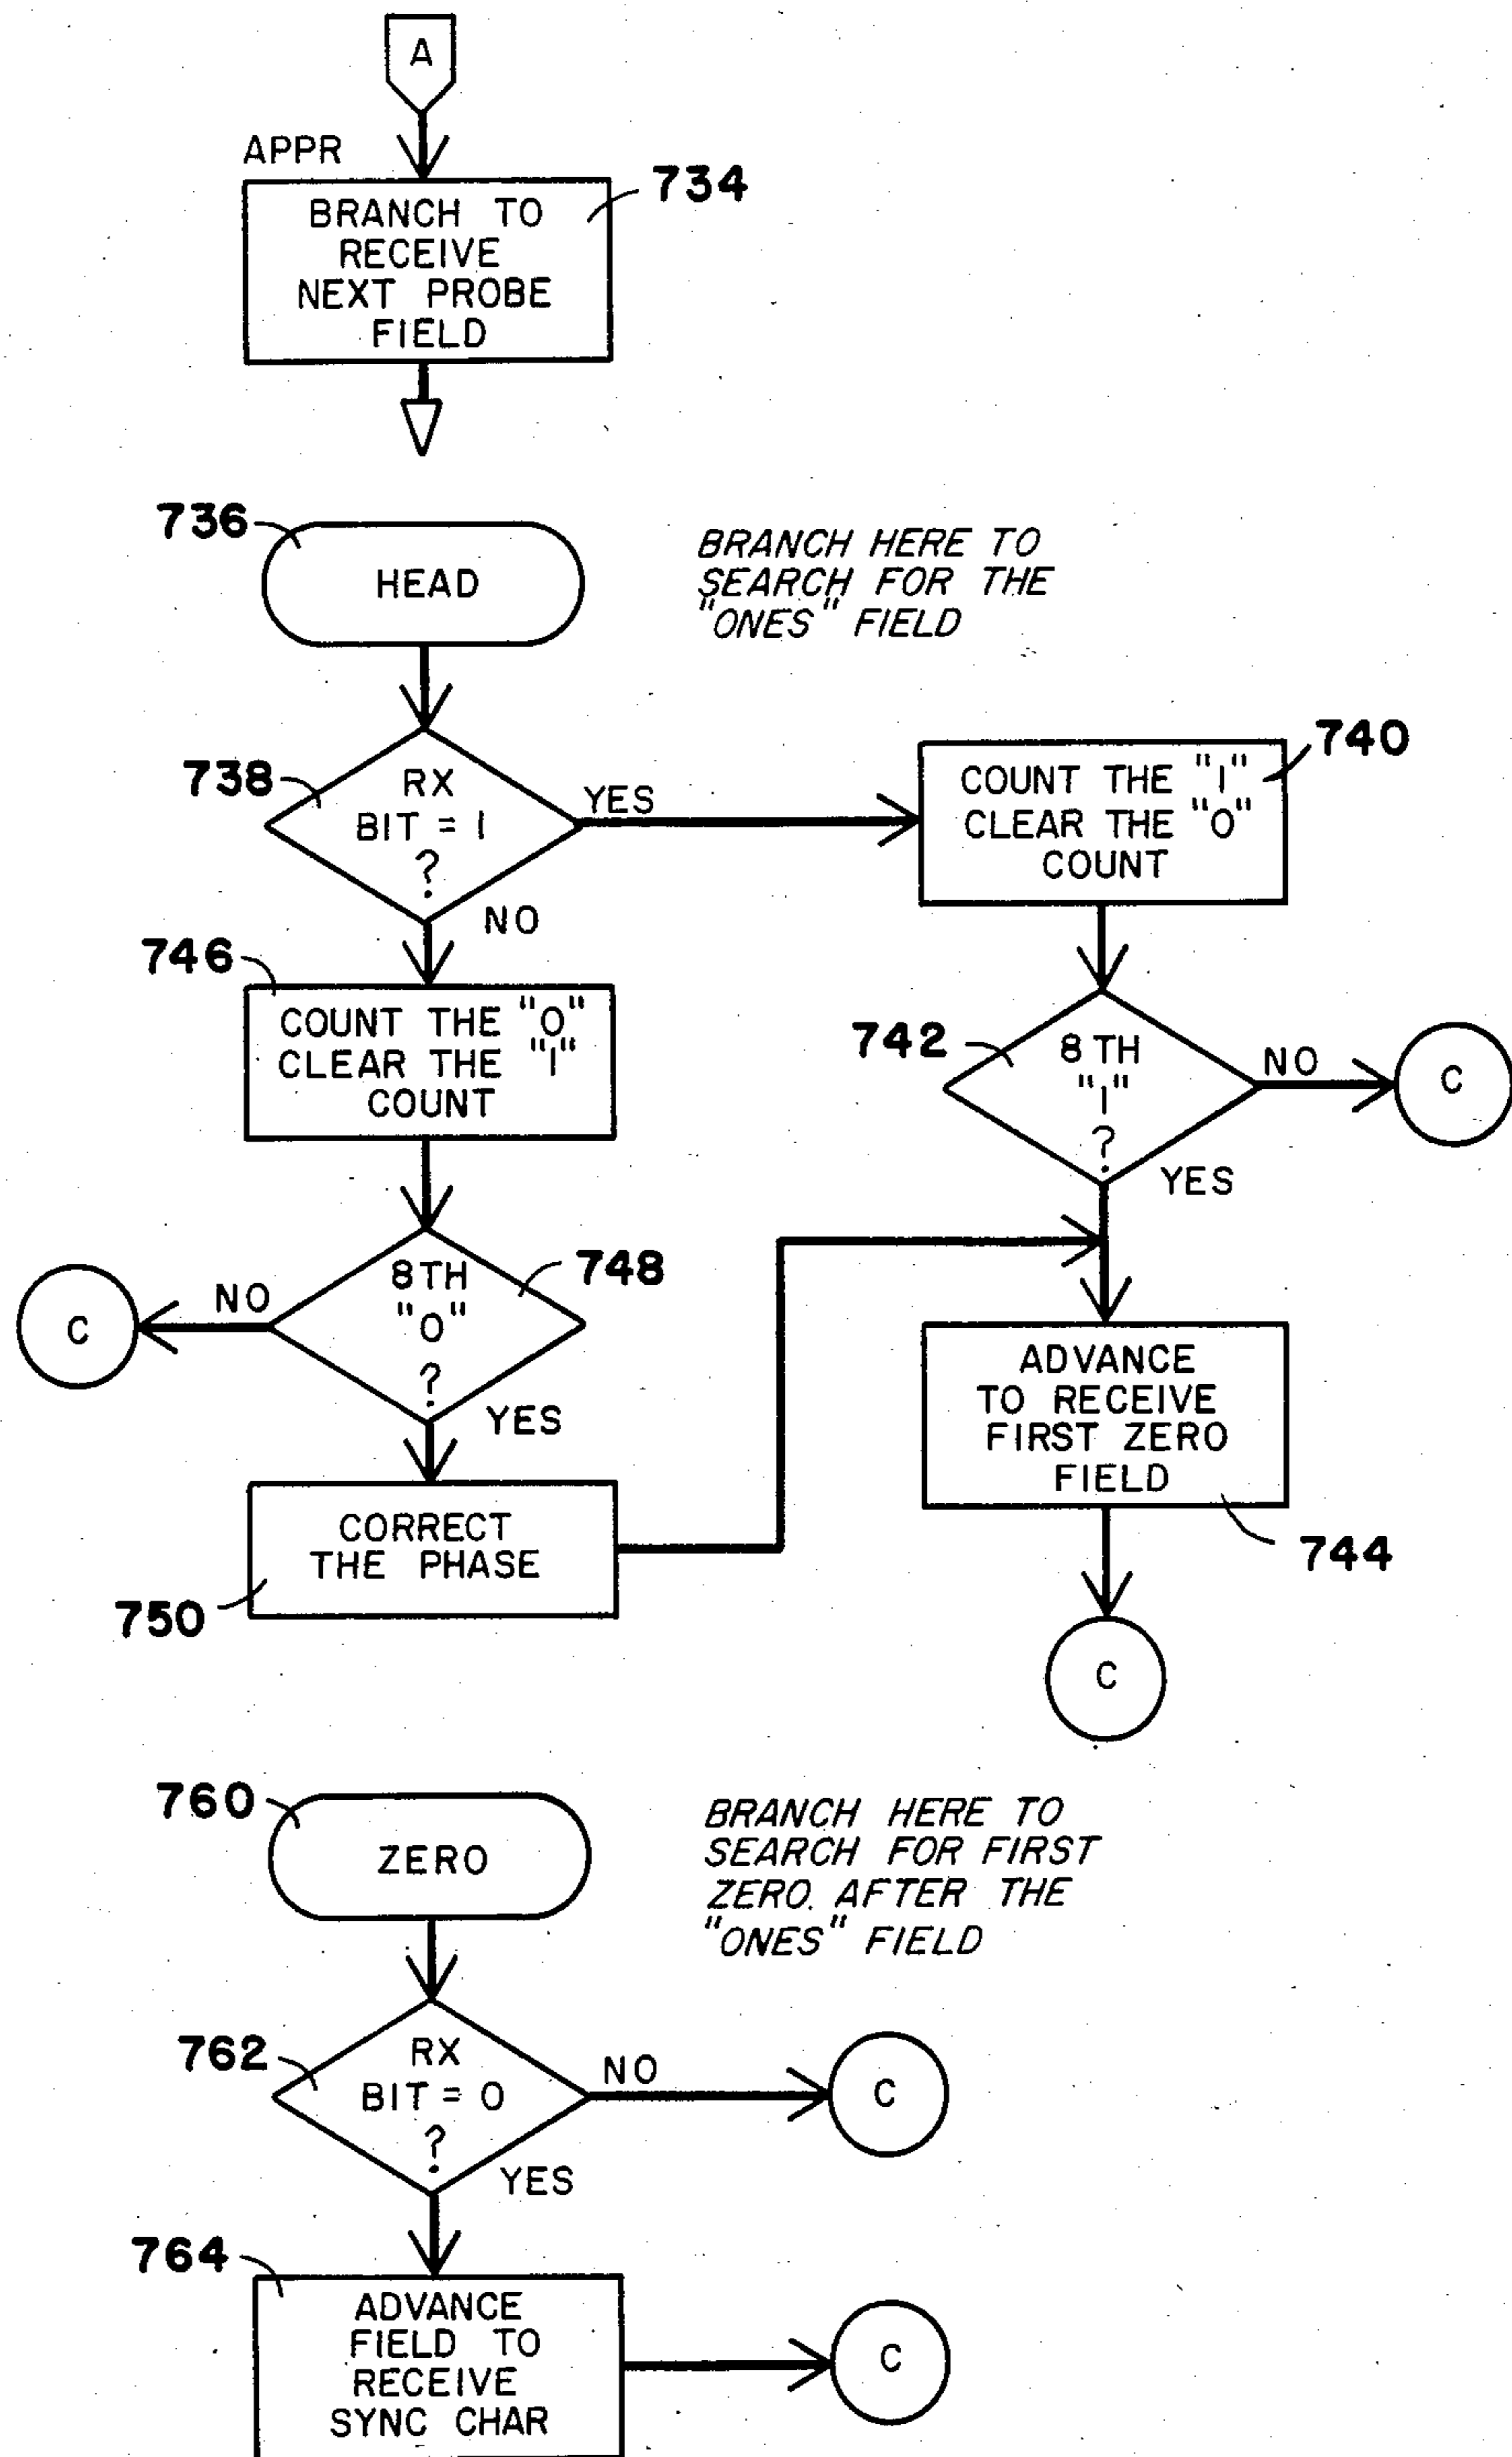 A
APPR
734
BRANCH TO
RECEIVE
NEXT PROBE
FIELD
736
HEAD
BRANCH HERE TO
SEARCH FOR THE
"ONES" FIELD
738
RX
BIT = 1
?
YES
NO
740
COUNT THE "1"
CLEAR THE "0"
COUNT
746
COUNT THE "0"
CLEAR THE "1"
COUNT
742
8TH
"1"
?
NO
C
YES
748
8TH
"0"
?
NO
C
YES
750
CORRECT
THE PHASE
ADVANCE
TO RECEIVE
FIRST ZERO
FIELD
744
C
760
ZERO
BRANCH HERE TO
SEARCH FOR FIRST
ZERO AFTER THE
"ONES" FIELD
762
RX
BIT = 0
?
NO
C
YES
764
ADVANCE
FIELD TO
RECEIVE
SYNC CHAR
C